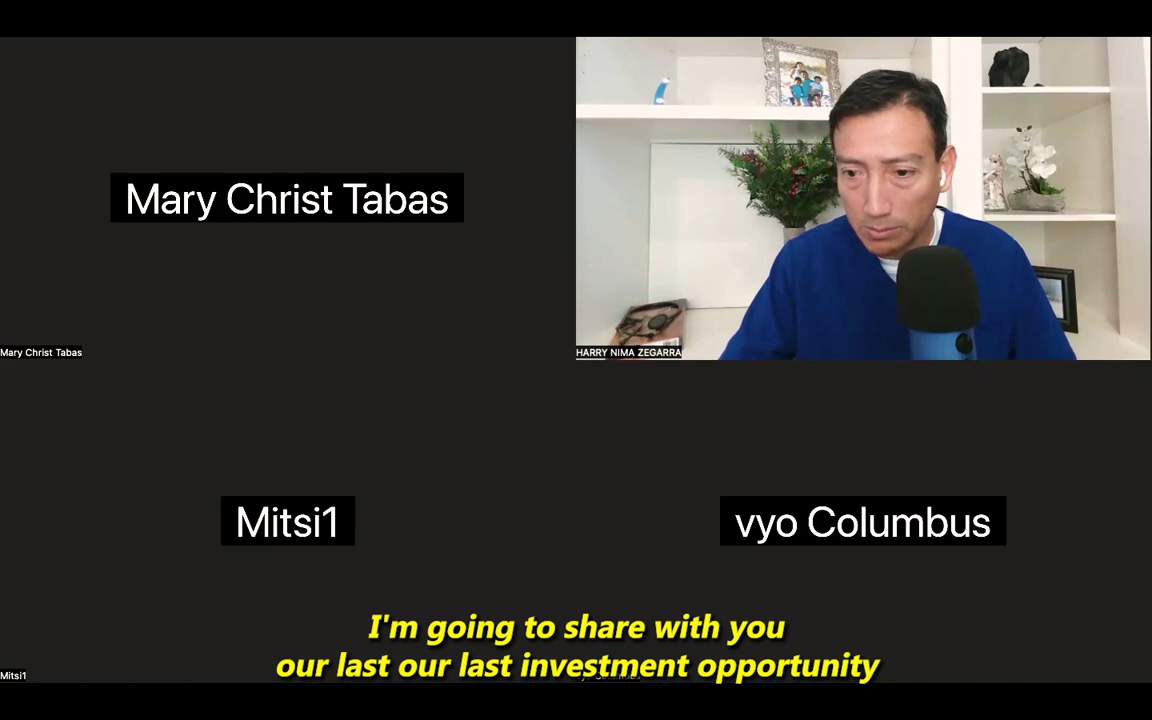 Mary Christ Tabas
Mary Christ Tabas
HARRY NIMA ZEGARRA
Mitsi1
vyo Columbus
I'm going to share with you
our last our last investment opportunity
Mitsi1